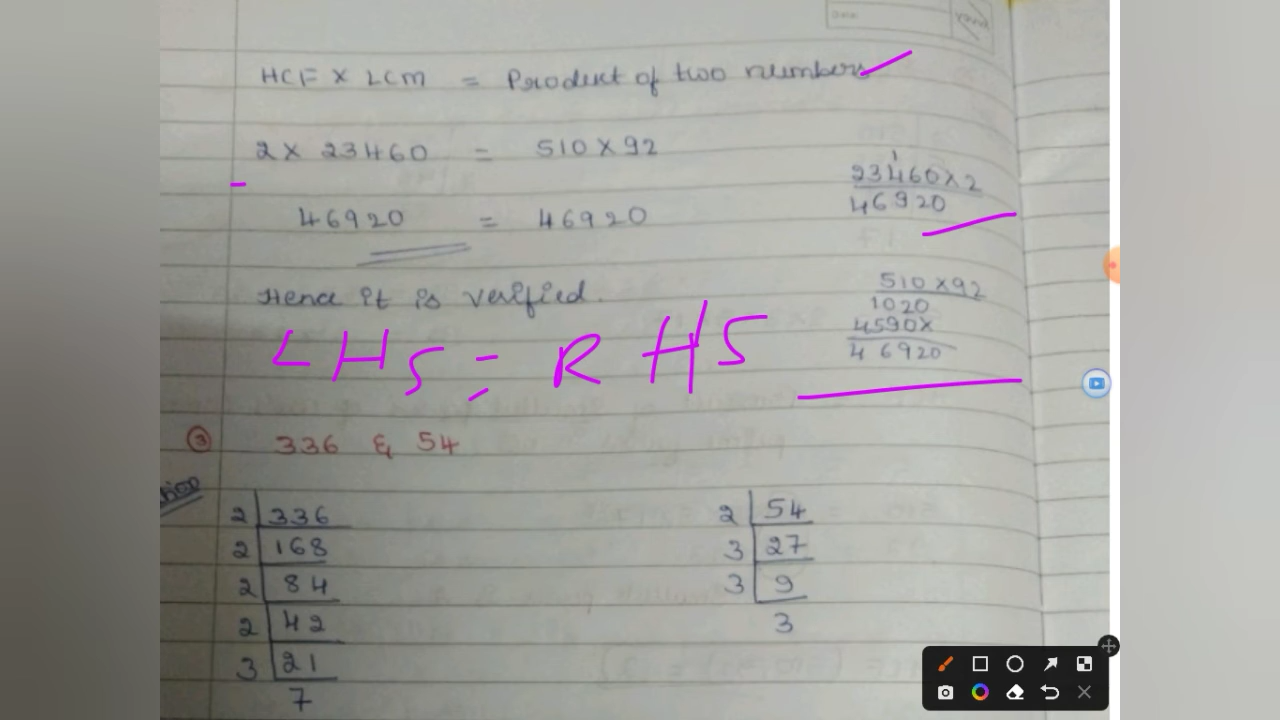 HCF × LCM = Product of two numbers
2 × 23460 = 510 × 92
46920 = 46920
23460×2
46920
Hence it is verified.
510×92
1020
4590×
46920
LHS = RHS
③ 336 & 54
2 336
2 168
2 84
2 42
3 21
7
2 54
3 27
3 9
3